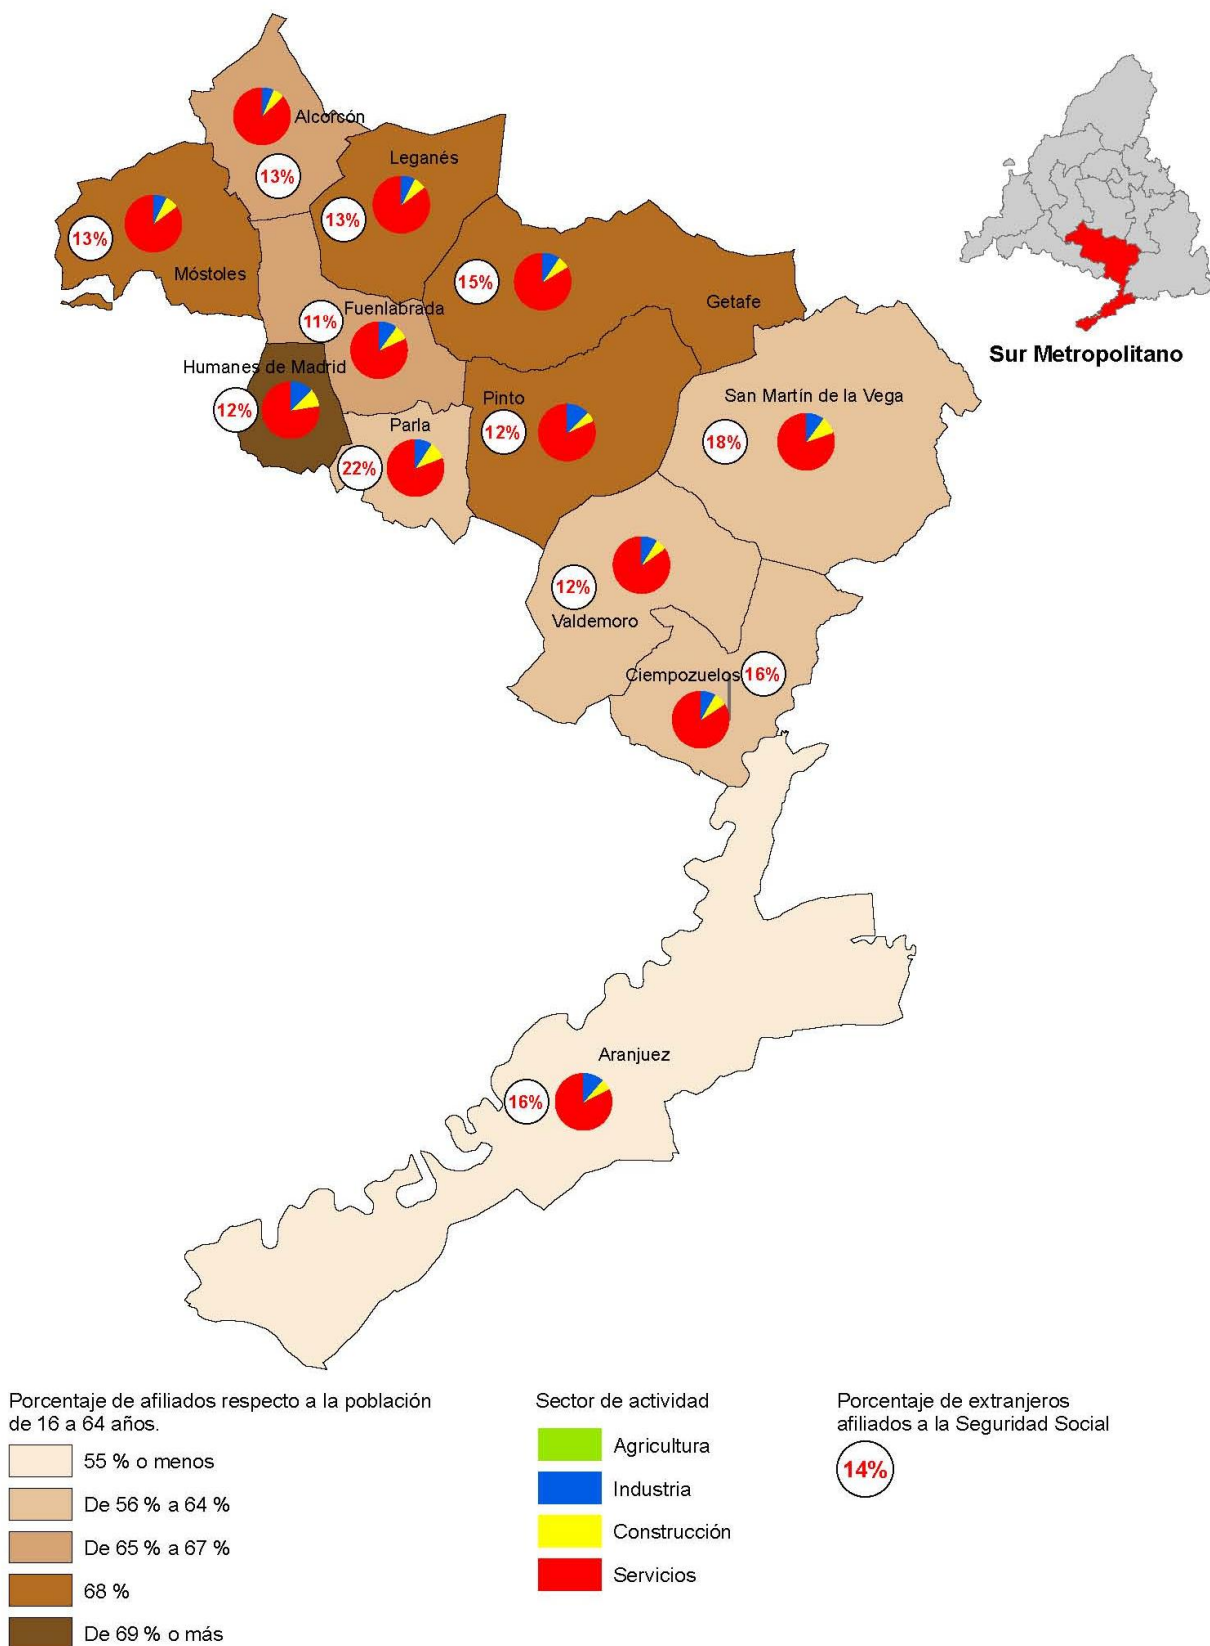 Alcorcón
13%
Leganés
13%
13%
Móstoles
15%
Getafe
Fuenlabrada
11%
Sur Metropolitano
Humanes de Madrid
12%
Pinto
12%
San Martín de la Vega
18%
Parla
22%
12%
Valdemoro
Ciempozuelos
16%
Aranjuez
16%
Porcentaje de afiliados respecto a la población
de 16 a 64 años.
55 % o menos
De 56 % a 64 %
De 65 % a 67 %
68 %
De 69 % o más
Sector de actividad
Agricultura
Industria
Construcción
Servicios
Porcentaje de extranjeros
afiliados a la Seguridad Social
14%